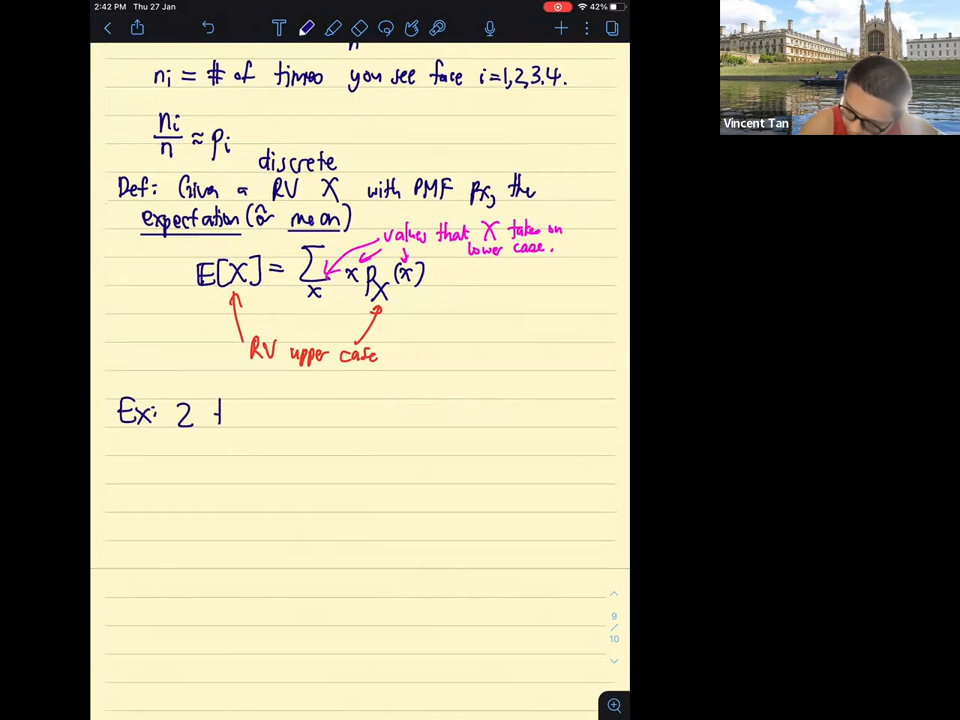 2:42 PM Thu 27 Jan
42%
n
nᵢ = # of times you see face i=1,2,3,4.
nᵢ/n ≈ pᵢ
discrete
Def: Given a RV X with PMF p_X, the
expectation (or mean)
values that X takes on
lower case.
𝔼[X] = ∑_x x p_X(x)
RV upper case
Ex: 2
9
/
10
Vincent Tan